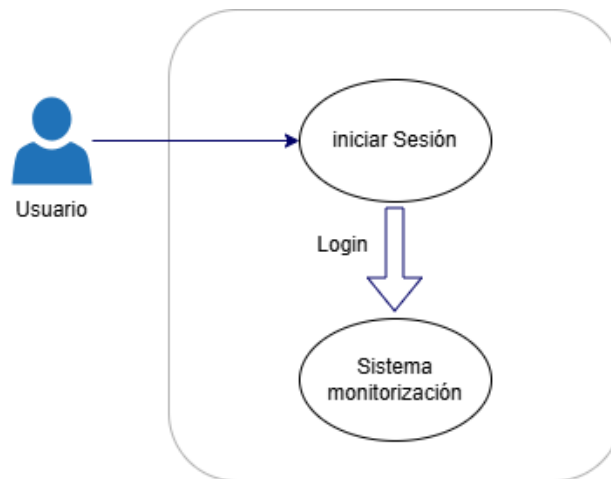 iniciar Sesión
Usuario
Login
Sistema
monitorización